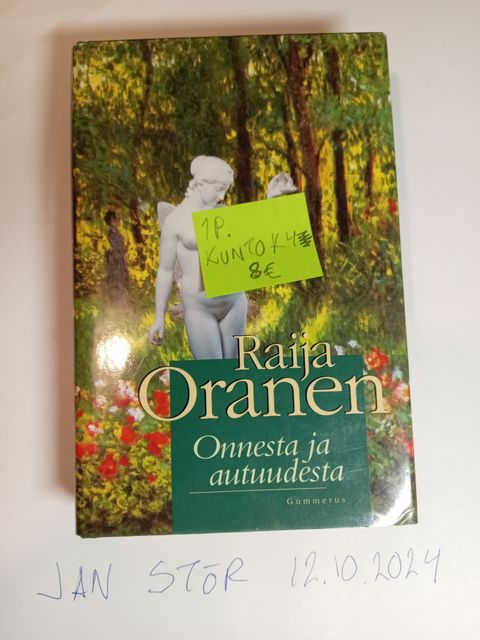 1P.
KUNTO K4
8€
Raija
Oranen
Onnesta ja
autuudesta
Gummerus
JAN STÖR 12.10.2024